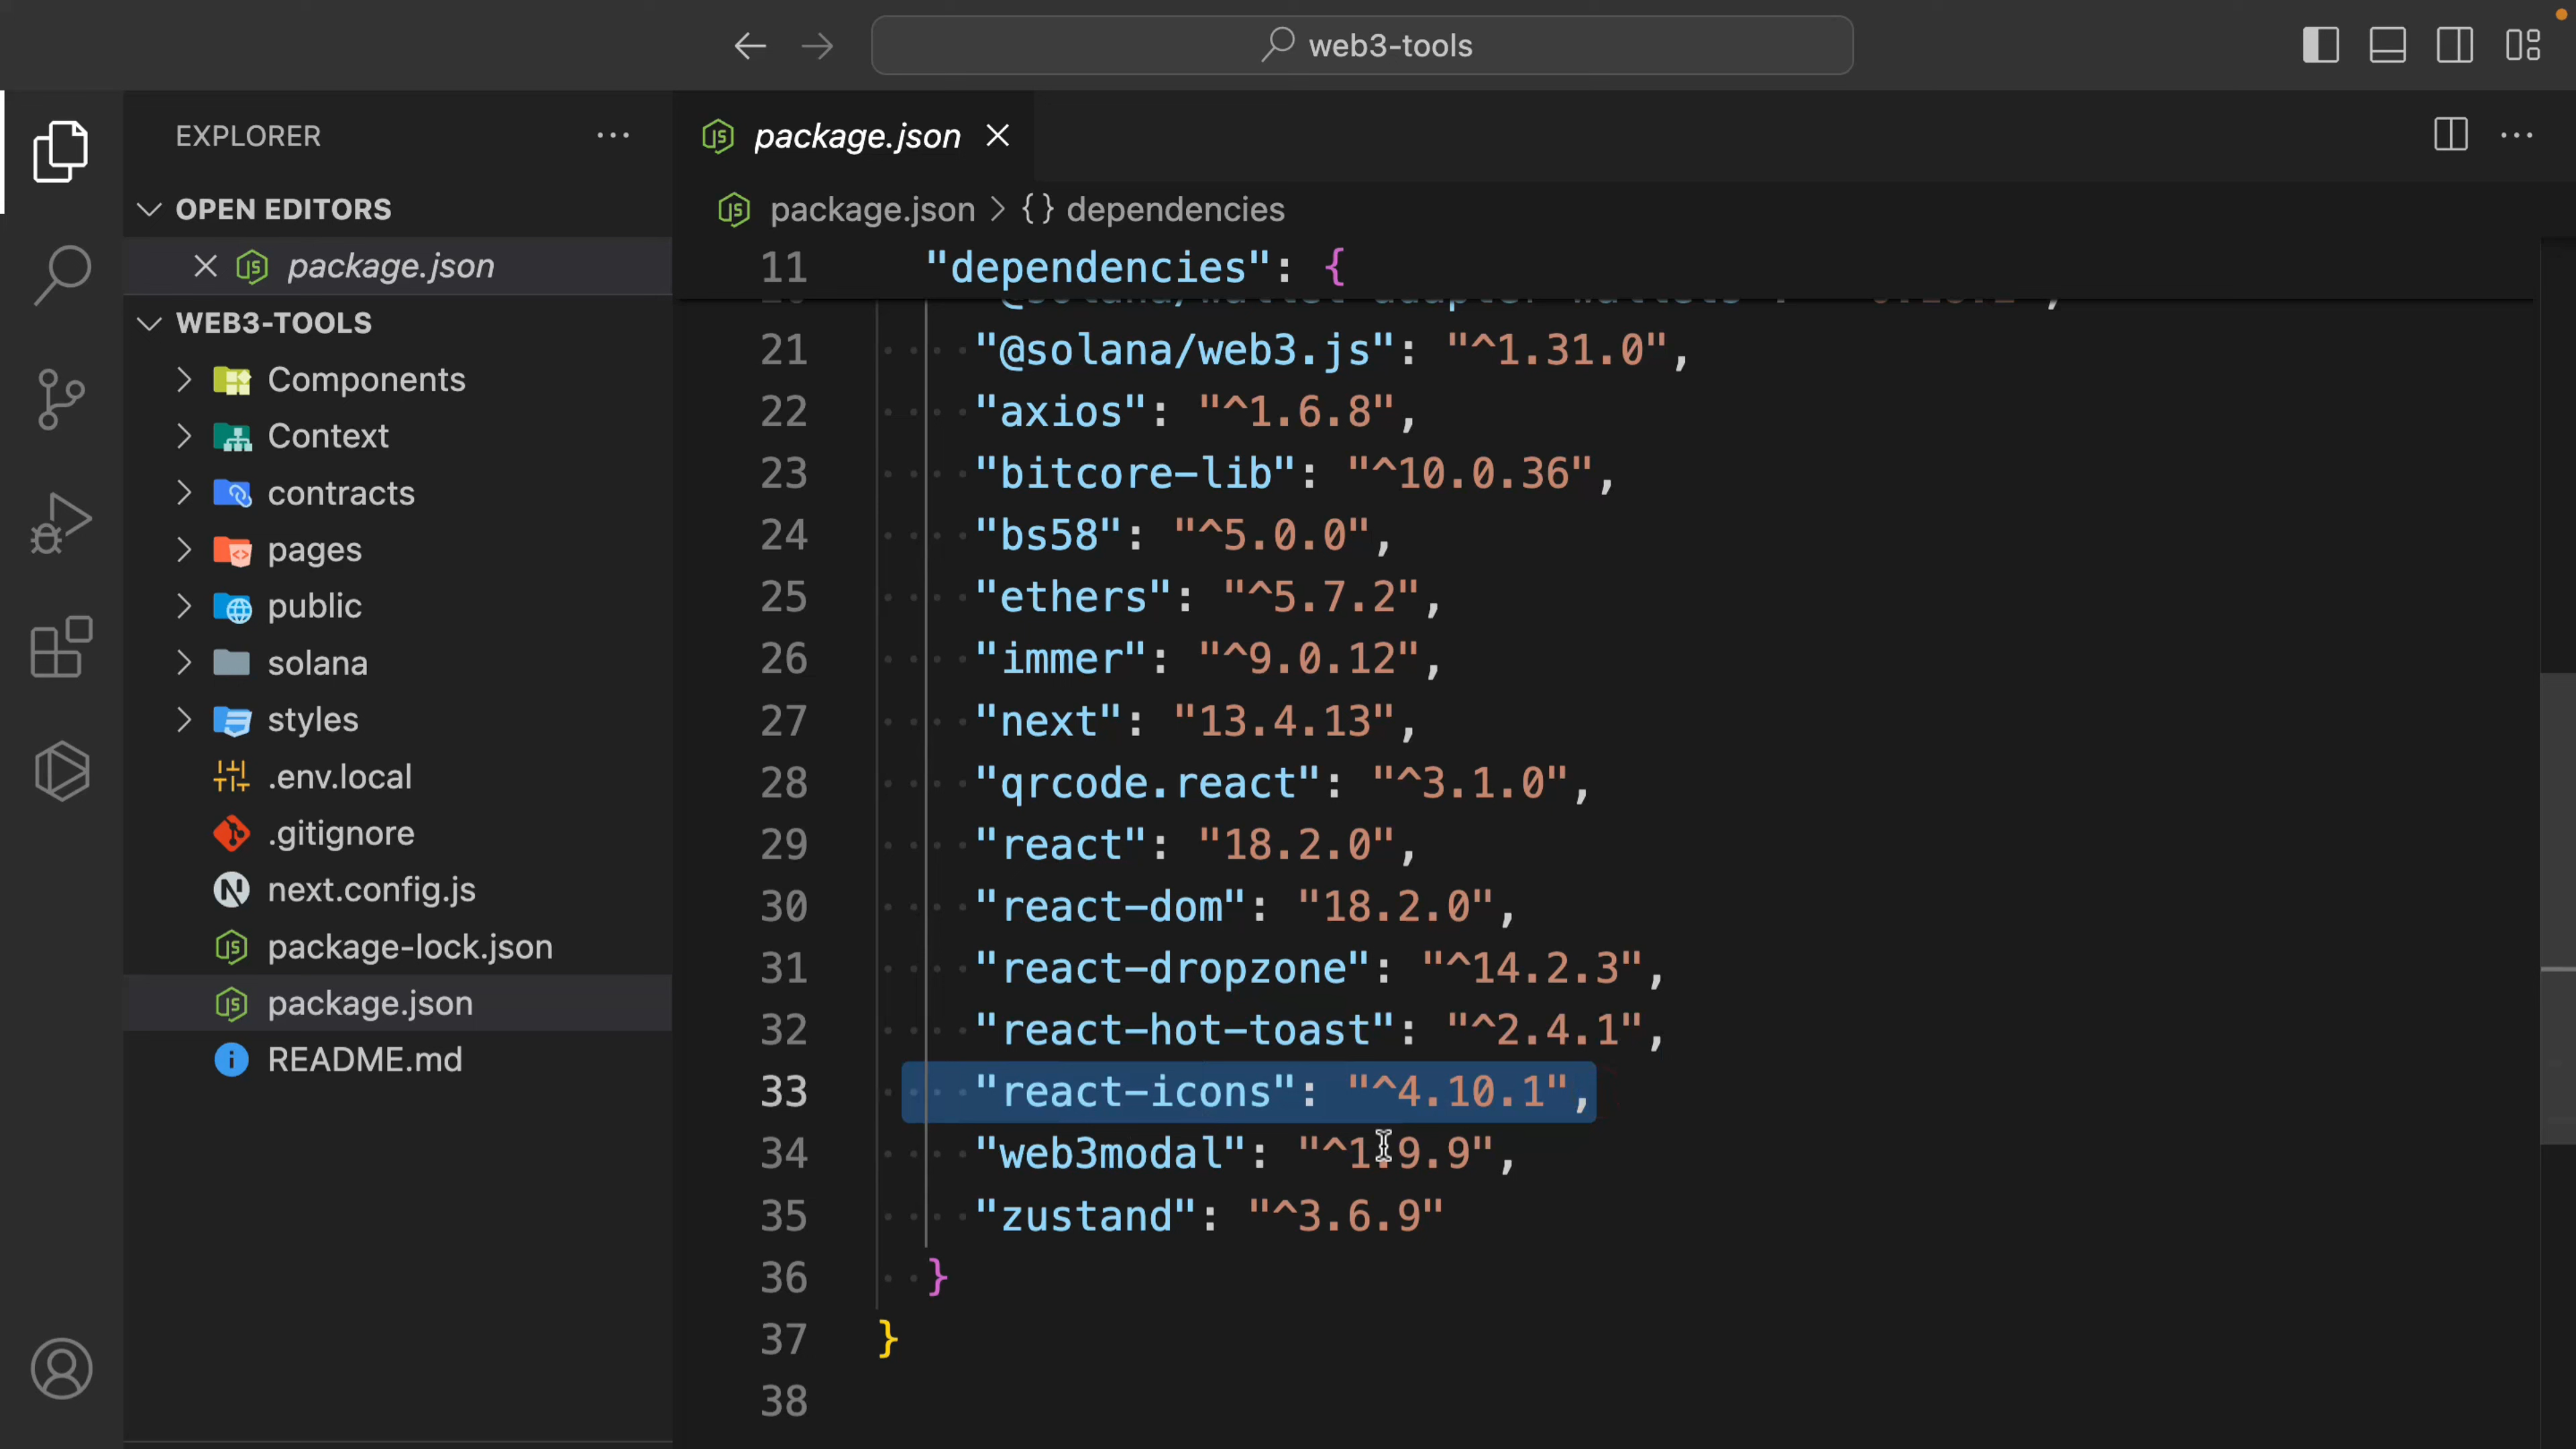 web3-tools
EXPLORER
OPEN EDITORS
package.json
WEB3-TOOLS
Components
Context
contracts
pages
public
solana
styles
.env.local
.gitignore
next.config.js
package-lock.json
package.json
README.md
package.json
package.json > {} dependencies
11 "dependencies": {
21 "@solana/web3.js": "^1.31.0",
22 "axios": "^1.6.8",
23 "bitcore-lib": "^10.0.36",
24 "bs58": "^5.0.0",
25 "ethers": "^5.7.2",
26 "immer": "^9.0.12",
27 "next": "13.4.13",
28 "qrcode.react": "^3.1.0",
29 "react": "18.2.0",
30 "react-dom": "18.2.0",
31 "react-dropzone": "^14.2.3",
32 "react-hot-toast": "^2.4.1",
33 "react-icons": "^4.10.1",
34 "web3modal": "^1.9.9",
35 "zustand": "^3.6.9"
36 }
37 }
38